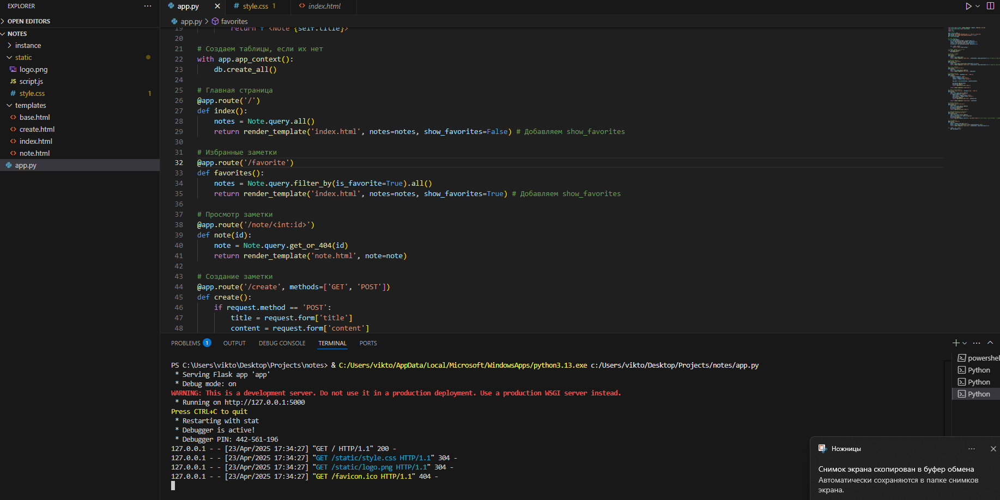 EXPLORER
OPEN EDITORS
NOTES
instance
static
logo.png
JS script.js
# style.css 1
templates
<> base.html
<> create.html
<> index.html
<> note.html
app.py
app.py
# style.css 1
<> index.html
app.py > favorites
19 return f'<Note {self.title}>'
20
21 # Создаем таблицы, если их нет
22 with app.app_context():
23 db.create_all()
24
25 # Главная страница
26 @app.route('/')
27 def index():
28 notes = Note.query.all()
29 return render_template('index.html', notes=notes, show_favorites=False) # Добавляем show_favorites
30
31 # Избранные заметки
32 @app.route('/favorite')
33 def favorites():
34 notes = Note.query.filter_by(is_favorite=True).all()
35 return render_template('index.html', notes=notes, show_favorites=True) # Добавляем show_favorites
36
37 # Просмотр заметки
38 @app.route('/note/<int:id>')
39 def note(id):
40 note = Note.query.get_or_404(id)
41 return render_template('note.html', note=note)
42
43 # Создание заметки
44 @app.route('/create', methods=['GET', 'POST'])
45 def create():
46 if request.method == 'POST':
47 title = request.form['title']
48 content = request.form['content']
PROBLEMS 1 OUTPUT DEBUG CONSOLE TERMINAL PORTS
PS C:\Users\vikto\Desktop\Projects\notes> & C:/Users/vikto/AppData/Local/Microsoft/WindowsApps/python3.13.exe c:/Users/vikto/Desktop/Projects/notes/app.py
* Serving Flask app 'app'
* Debug mode: on
WARNING: This is a development server. Do not use it in a production deployment. Use a production WSGI server instead.
* Running on http://127.0.0.1:5000
Press CTRL+C to quit
* Restarting with stat
* Debugger is active!
* Debugger PIN: 442-561-196
127.0.0.1 - - [23/Apr/2025 17:34:27] "GET / HTTP/1.1" 200 -
127.0.0.1 - - [23/Apr/2025 17:34:27] "GET /static/style.css HTTP/1.1" 304 -
127.0.0.1 - - [23/Apr/2025 17:34:27] "GET /static/logo.png HTTP/1.1" 304 -
127.0.0.1 - - [23/Apr/2025 17:34:27] "GET /favicon.ico HTTP/1.1" 404 -
powershel
Python
Python
Python
Ножницы
Снимок экрана скопирован в буфер обмена
Автоматически сохраняются в папке снимков
экрана.